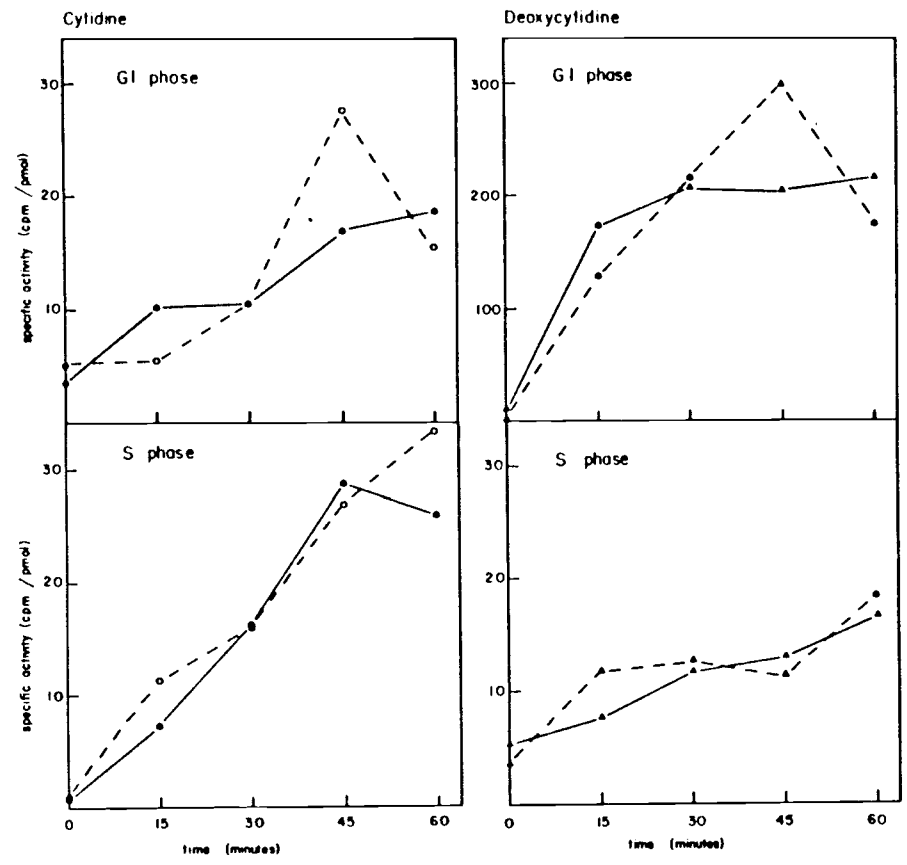 Cytidine
Deoxycytidine
GI phase
30
20
10
specific activity (cpm/pmol)
GI phase
300
200
100
S phase
30
20
10
specific activity (cpm/pmol)
0 15 30 45 60
time (minutes)
S phase
30
20
10
0 15 30 45 60
time (minutes)